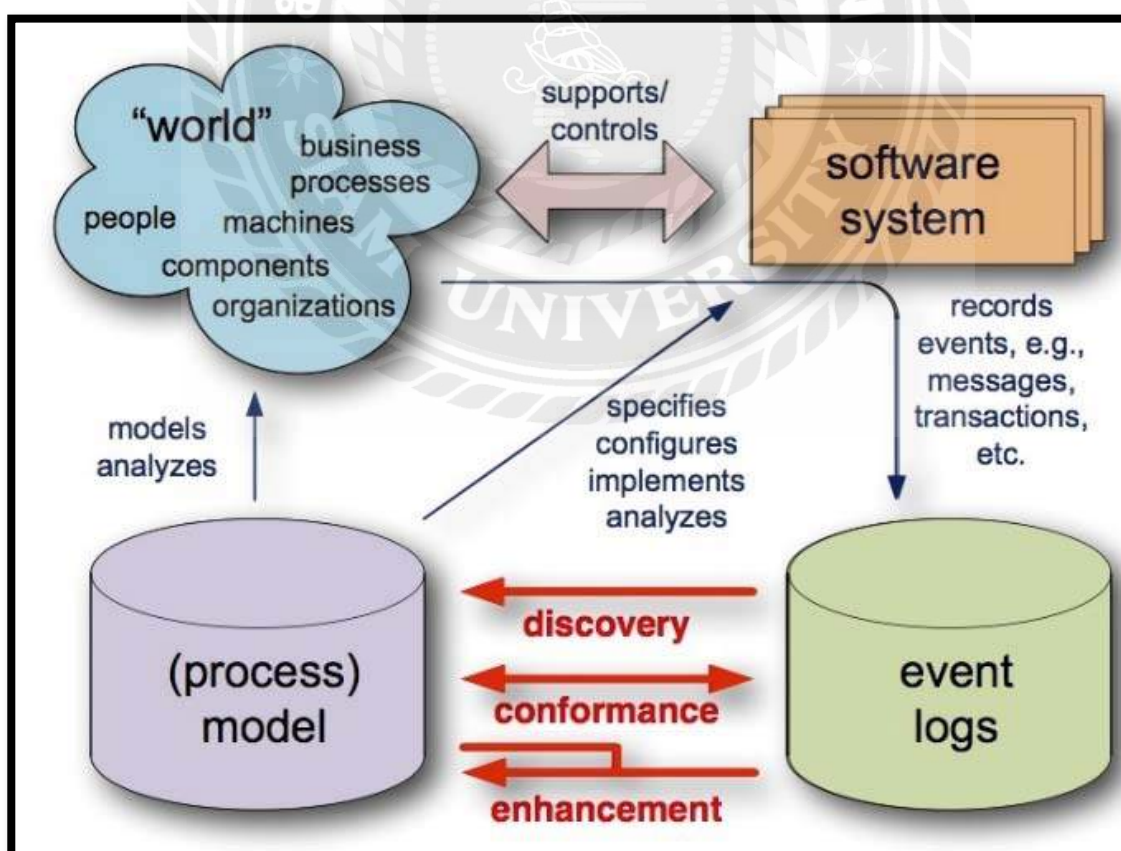 “world”
business
processes
people
machines
components
organizations
supports/
controls
software
system
records
events, e.g.,
messages,
transactions,
etc.
models
analyzes
specifies
configures
implements
analyzes
(process)
model
discovery
conformance
enhancement
event
logs
SIAM UNIVERSITY